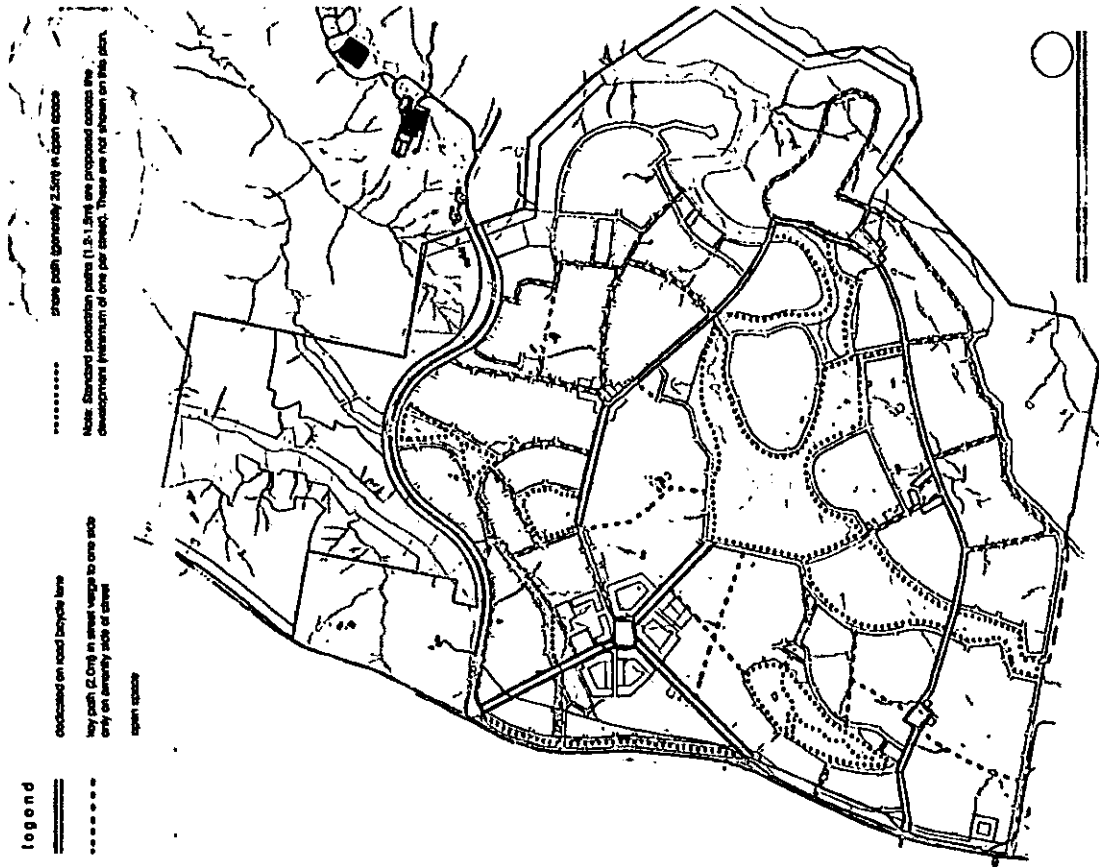 legend
dedicated on road bicycle lane
key path (2.0m) in street verge to one side
only on amenity side of street
open space
share path (generally 2.5m) in open space
Note: Standard pedestrian paths (1.2-1.5m) are proposed across the
development (minimum of one per street). These are not shown on this plan.